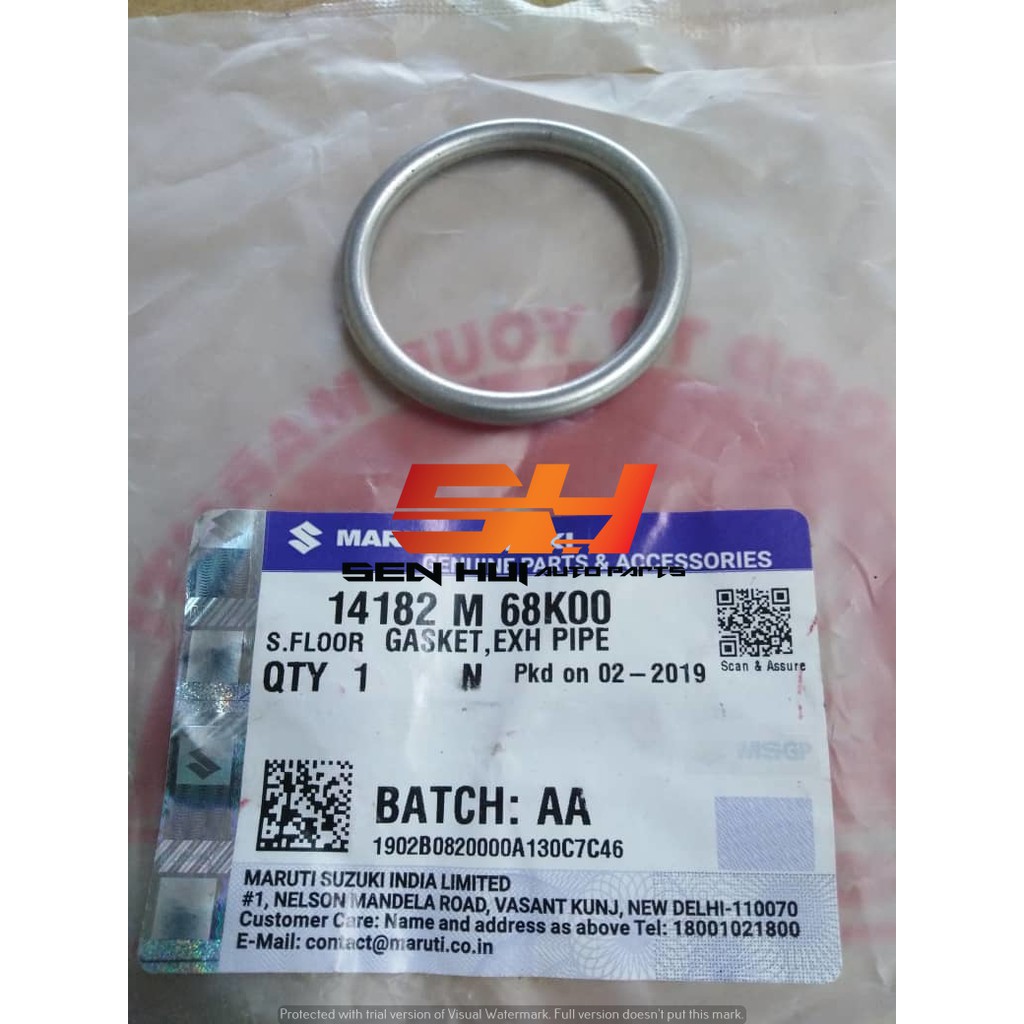 SH
SEN HUI AUTO PARTS
GENUINE PARTS & ACCESSORIES
14182 M 68K00
S.FLOOR GASKET,EXH PIPE
QTY 1 N Pkd on 02-2019
Scan & Assure
MSGP
BATCH: AA
1902B0820000A130C7C46
MARUTI SUZUKI INDIA LIMITED
#1, NELSON MANDELA ROAD, VASANT KUNJ, NEW DELHI-110070
Customer Care: Name and address as above Tel: 18001021800
E-Mail: contact@maruti.co.in
Protected with trial version of Visual Watermark. Full version doesn't put this mark.